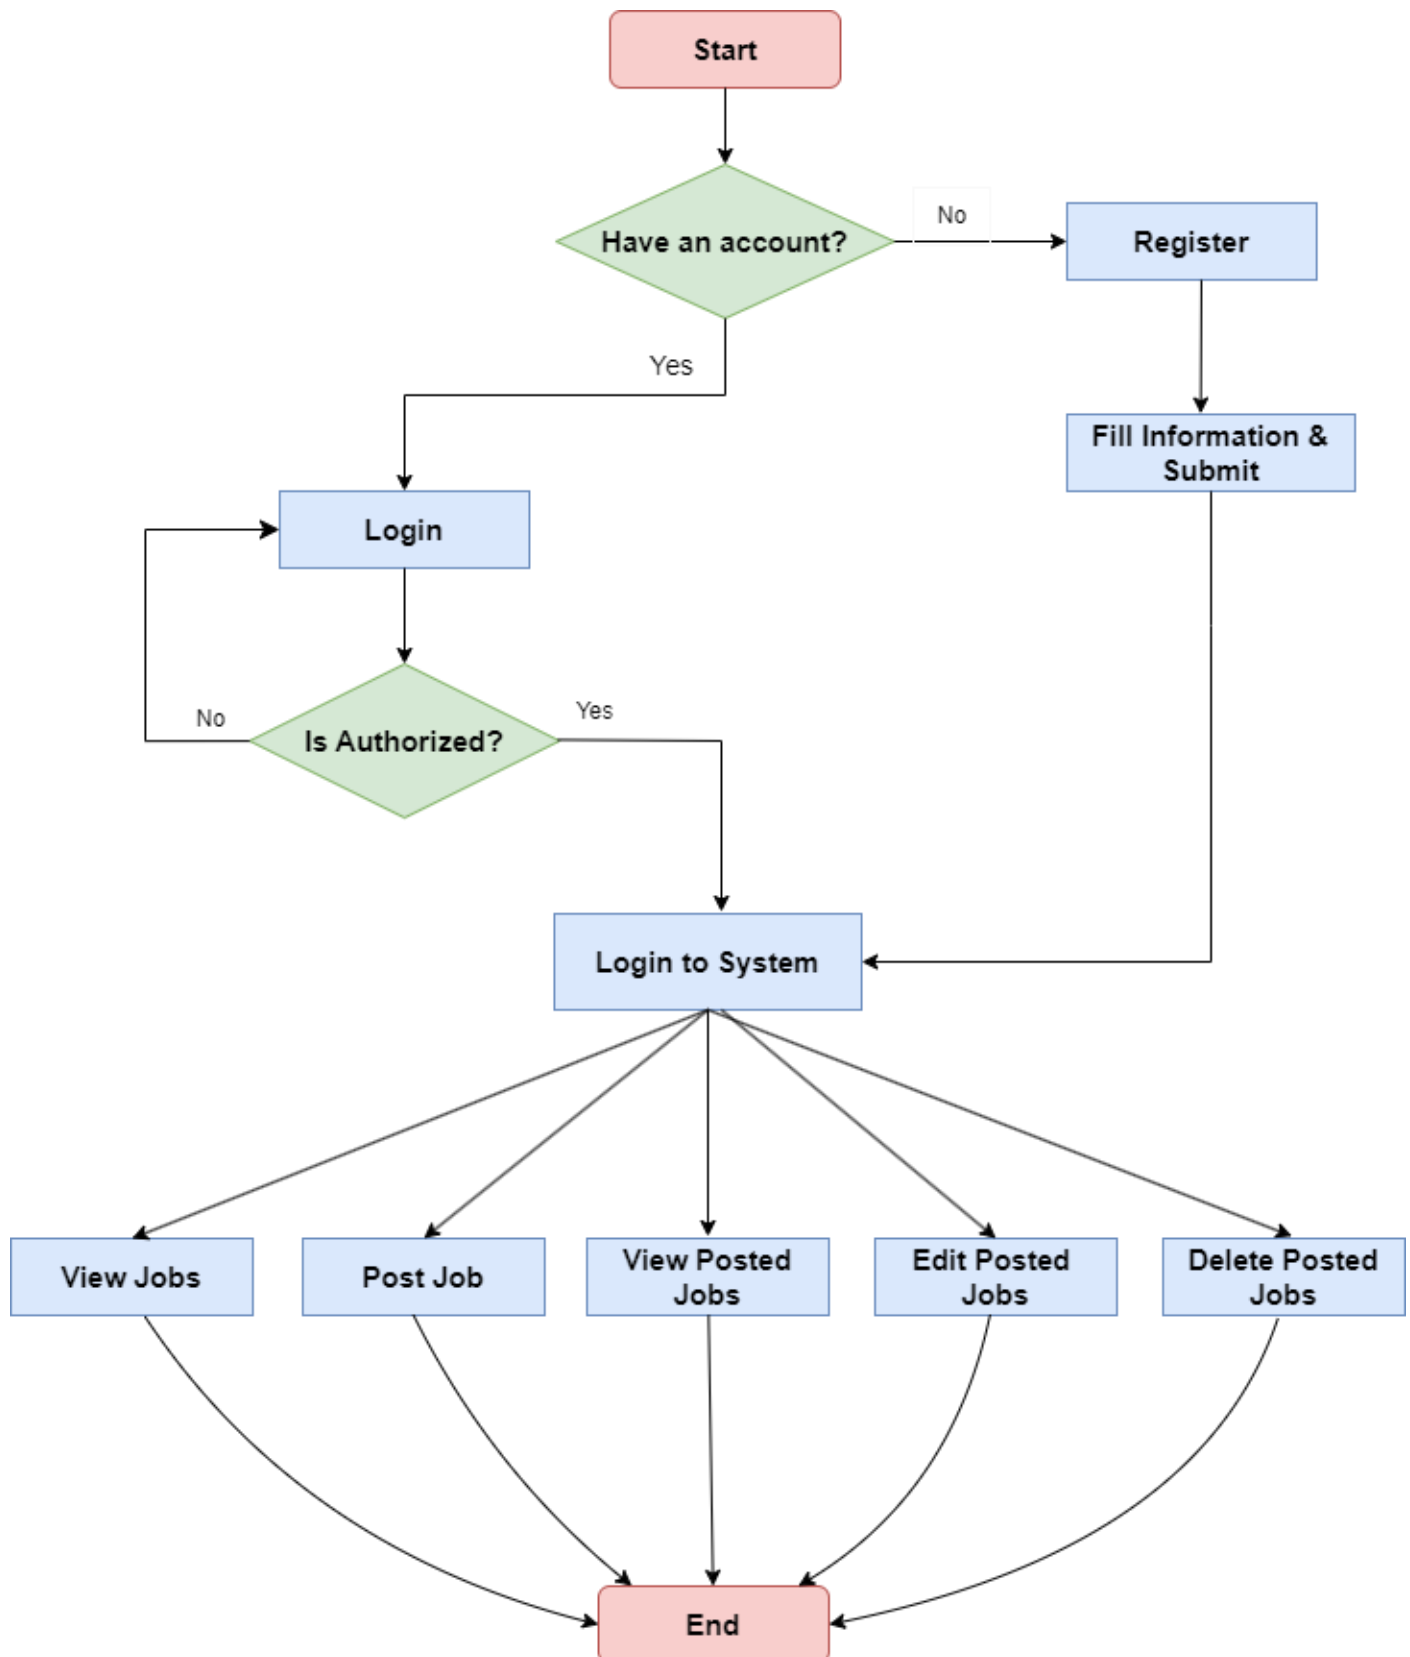 Start
Have an account?
No
Register
Yes
Fill Information &
Submit
Login
No
Is Authorized?
Yes
Login to System
View Jobs
Post Job
View Posted
Jobs
Edit Posted
Jobs
Delete Posted
Jobs
End